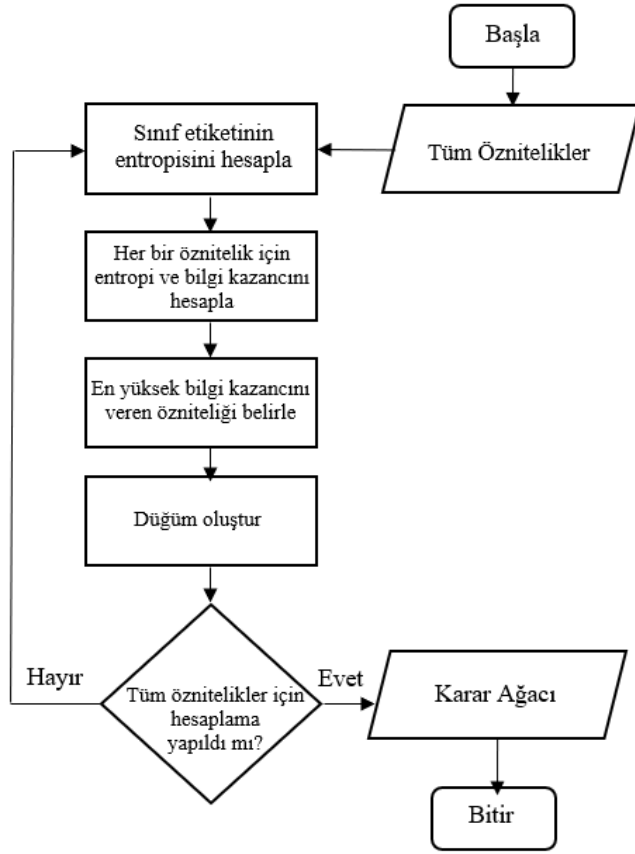 Başla
Tüm Öznitelikler
Sınıf etiketinin
entropisini hesapla
Her bir öznitelik için
entropi ve bilgi kazancını
hesapla
En yüksek bilgi kazancını
veren özniteliği belirle
Düğüm oluştur
Tüm öznitelikler için
hesaplama
yapıldı mı?
Hayır
Evet
Karar Ağacı
Bitir